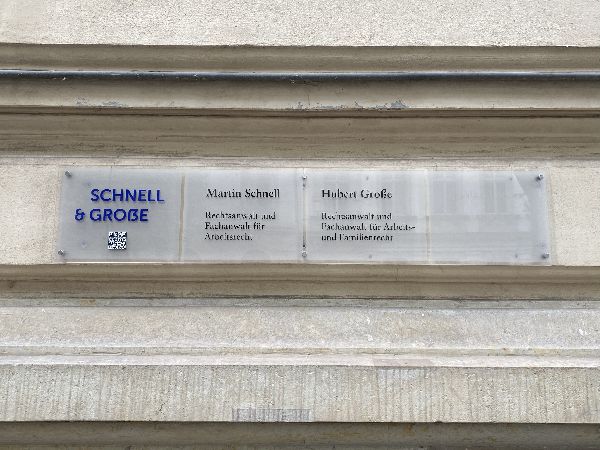 SCHNELL
& GROẞE
Martin Schnell
Rechtsanwalt und
Fachanwalt für
Arbeitsrecht
Hubert Große
Rechtsanwalt und
Fachanwalt für Arbeits-
und Familienrecht